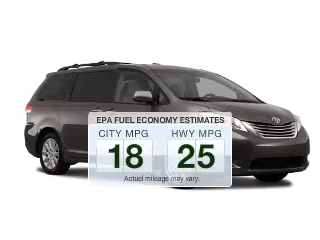 EPA FUEL ECONOMY ESTIMATES
CITY MPG HWY MPG
18 25
Actual mileage may vary.